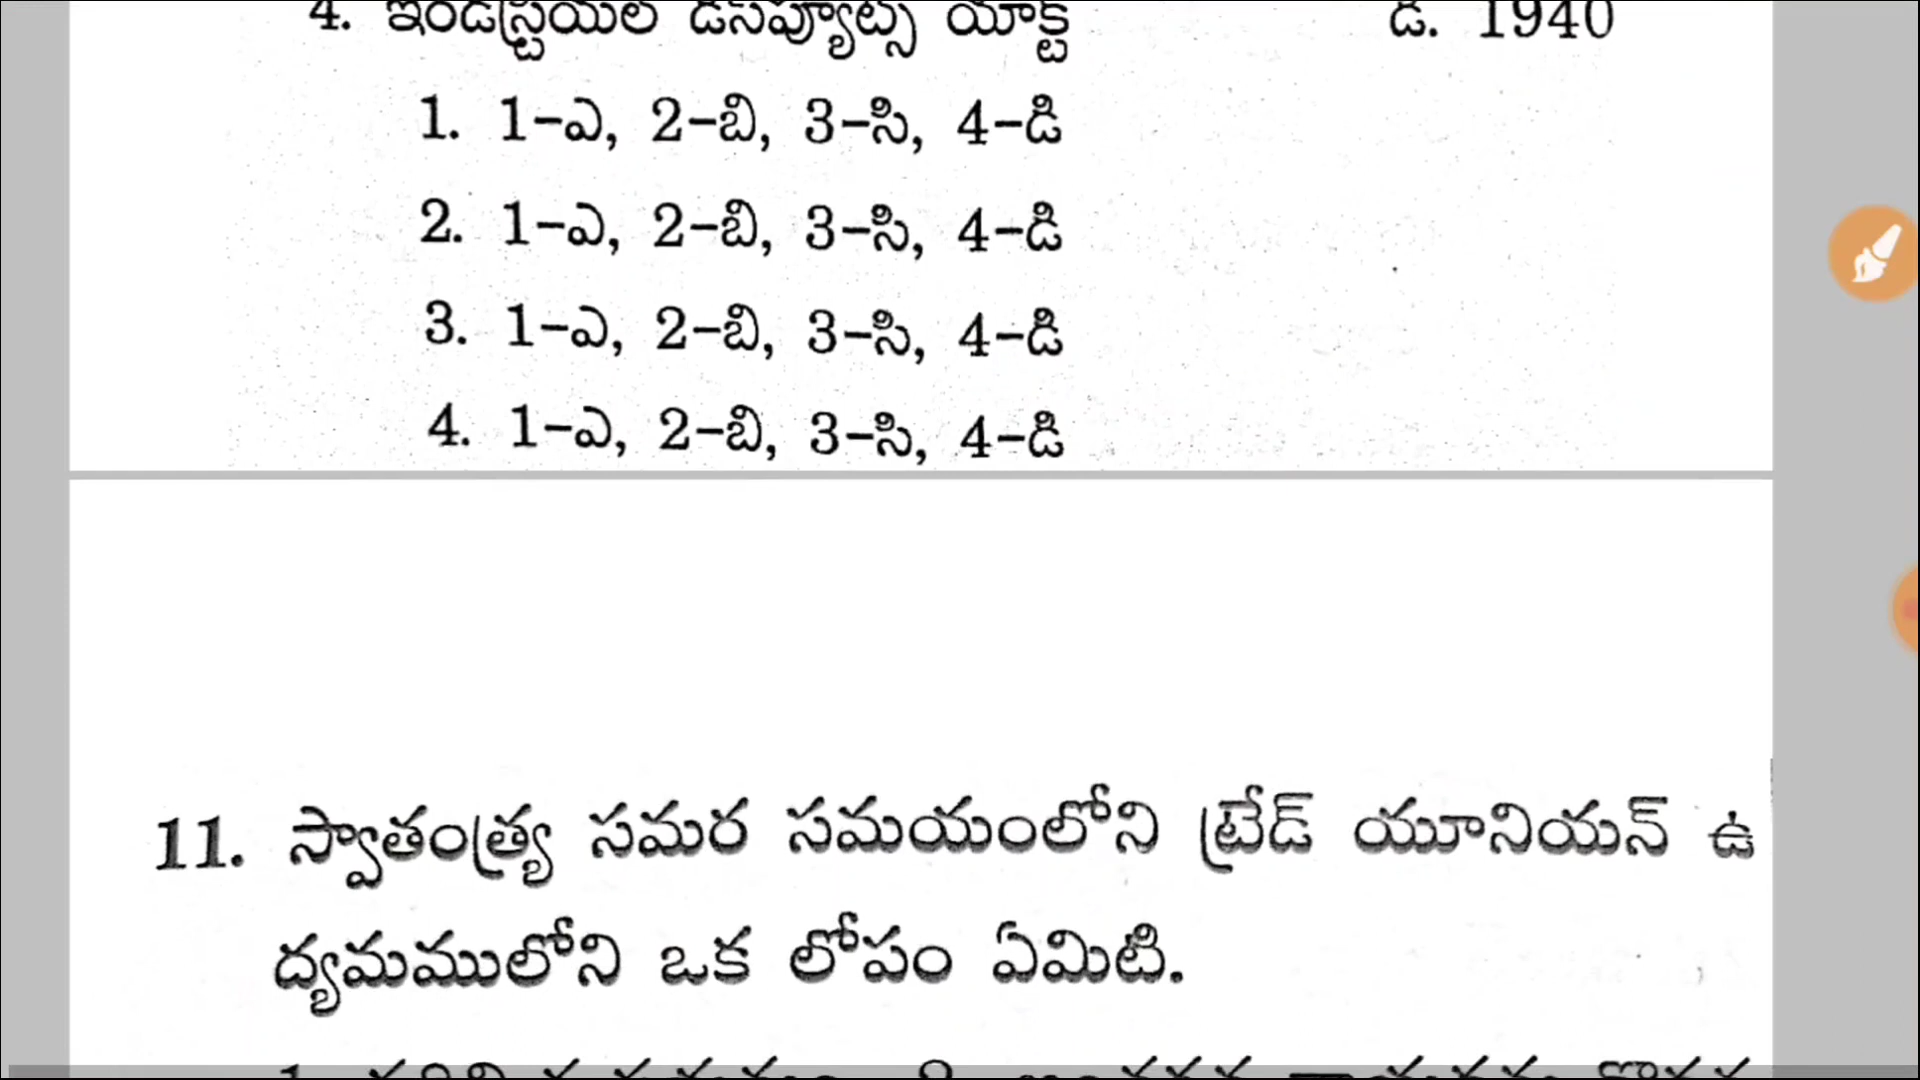 4. ఇండస్ట్రియల్ డిస్‌ప్యూట్స్ యాక్ట్ డి. 1940
1. 1-ఎ, 2-బి, 3-సి, 4-డి
2. 1-ఎ, 2-బి, 3-సి, 4-డి
3. 1-ఎ, 2-బి, 3-సి, 4-డి
4. 1-ఎ, 2-బి, 3-సి, 4-డి
11. స్వాతంత్ర్య సమర సమయంలోని ట్రేడ్ యూనియన్ ఉ
ద్యమములోని ఒక లోపం ఏమిటి.